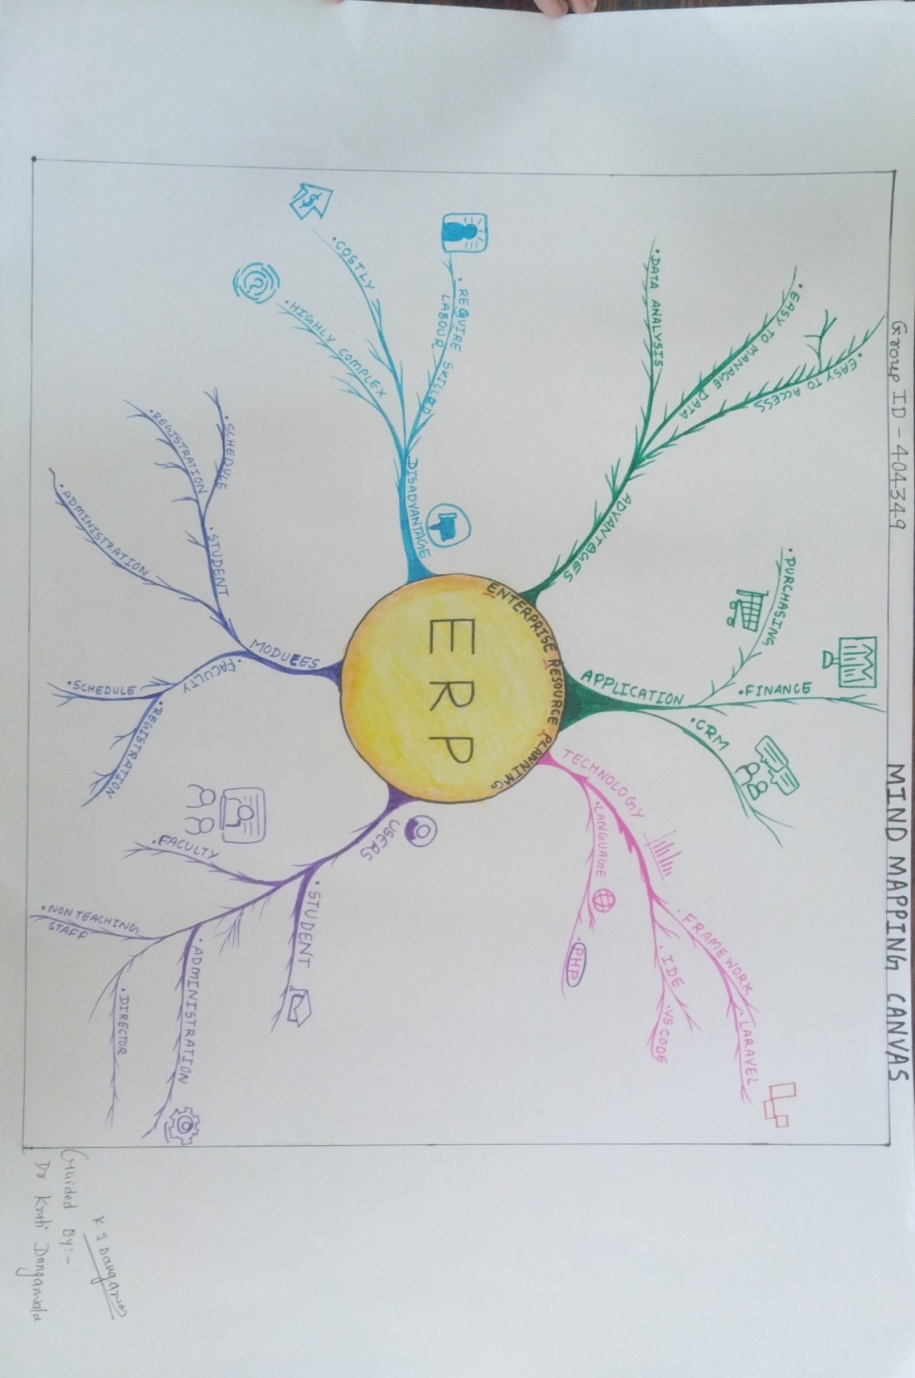 MIND MAPPING CANVAS
Group ID - 404349
ERP
ENTERPRISE RESOURCE PLANNING
ADVANTAGES
• DATA ANALYSIS
• EASY TO MANAGE DATA
• EASY TO ACCESS
APPLICATION
• PURCHASING
• FINANCE
• CRM
TECHNOLOGY
• LANGUAGE
• PHP
• FRAMEWORK
• LARAVEL
• IDE
• VS CODE
USERS
• STUDENT
• FACULTY
• ADMINISTRATION
• NON TEACHING
STAFF
• DIRECTOR
MODULES
• STUDENT
• SCHEDULE
• REGISTRATION
• ADMINISTRATION
• FACULTY
• SCHEDULE
• REGISTRATION
DISADVANTAGE
• REQUIRE SKILLED
LABOUR
• COSTLY
$
• HIGHLY COMPLEX
?
Guided By:-
Dr Kruti